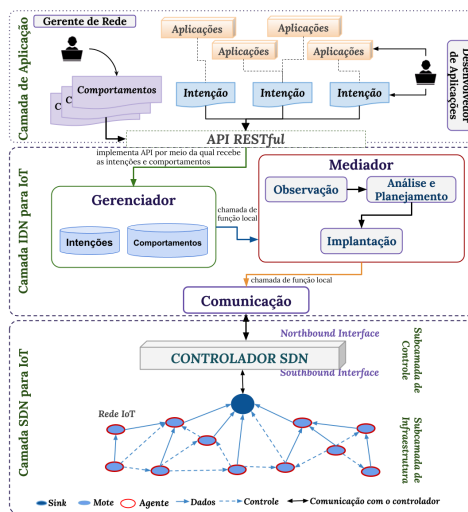 Camada de Aplicação
Gerente de Rede
Aplicações
Aplicações
Aplicações
Aplicações
Desenvolvedor
de Aplicações
C
C
Comportamentos
Intenção
Intenção
Intenção
API RESTful
Camada IDN para IoT
implementa API por meio da qual recebe
as intenções e comportamentos
Gerenciador
Intenções
Comportamentos
chamada de
função local
Mediador
Observação
Análise e
Planejamento
Implantação
chamada de função local
Comunicação
Camada SDN para IoT
Northbound Interface
CONTROLADOR SDN
Southbound Interface
Subcamada de
Controle
Rede IoT
Subcamada de
Infraestrutura
Sink
Mote
Agente
Dados
Controle
Comunicação com o controlador